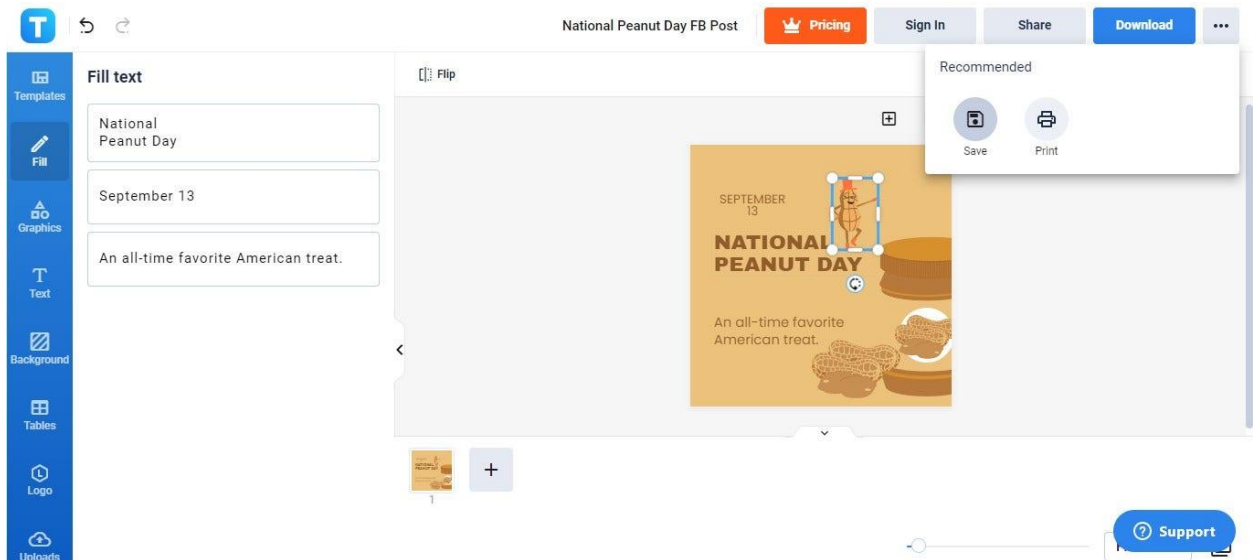 T
National Peanut Day FB Post
Pricing
Sign In
Share
Download
Templates
Fill
Graphics
Text
Background
Tables
Logo
Uploads
Fill text
National
Peanut Day
September 13
An all-time favorite American treat.
Flip
Recommended
Save
Print
SEPTEMBER
13
NATIONAL
PEANUT DAY
An all-time favorite
American treat.
1
Support